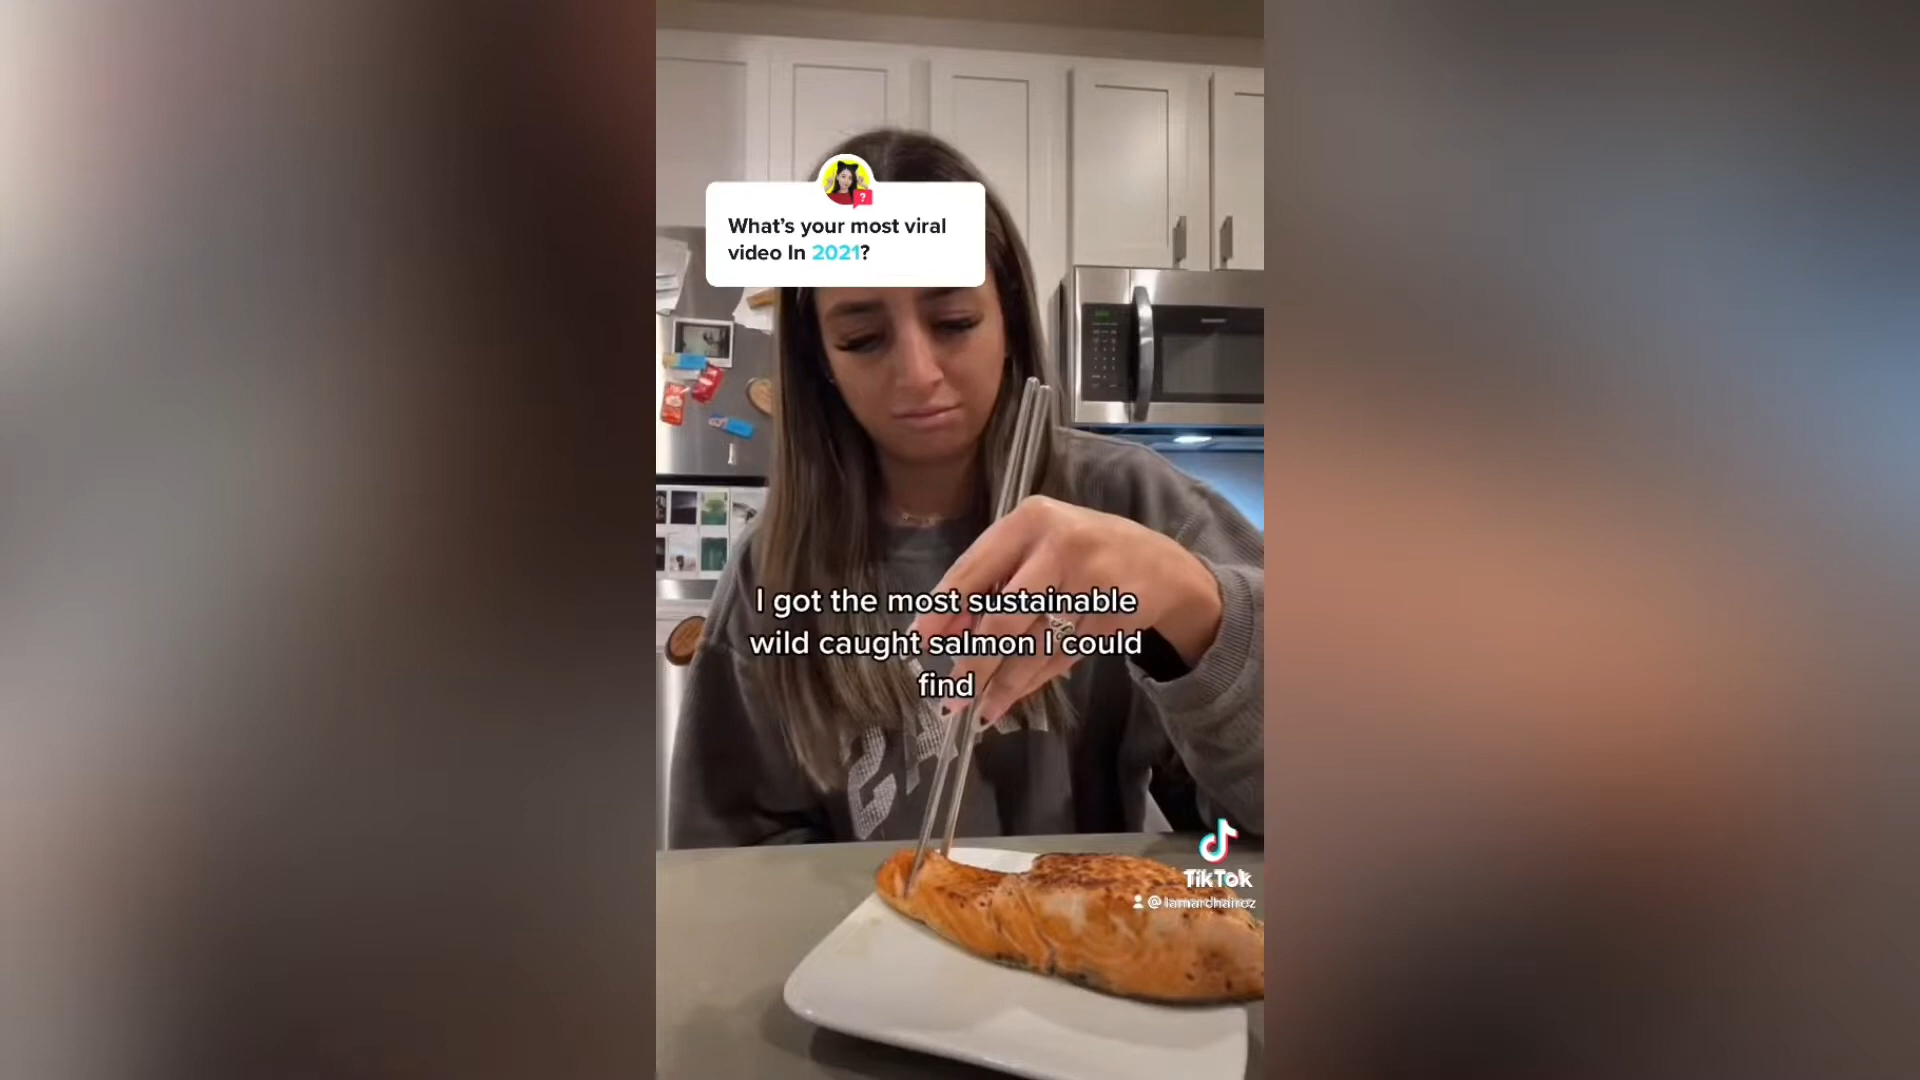 ?
What's your most viral
video In 2021?
I got the most sustainable
wild caught salmon I could
find
TikTok